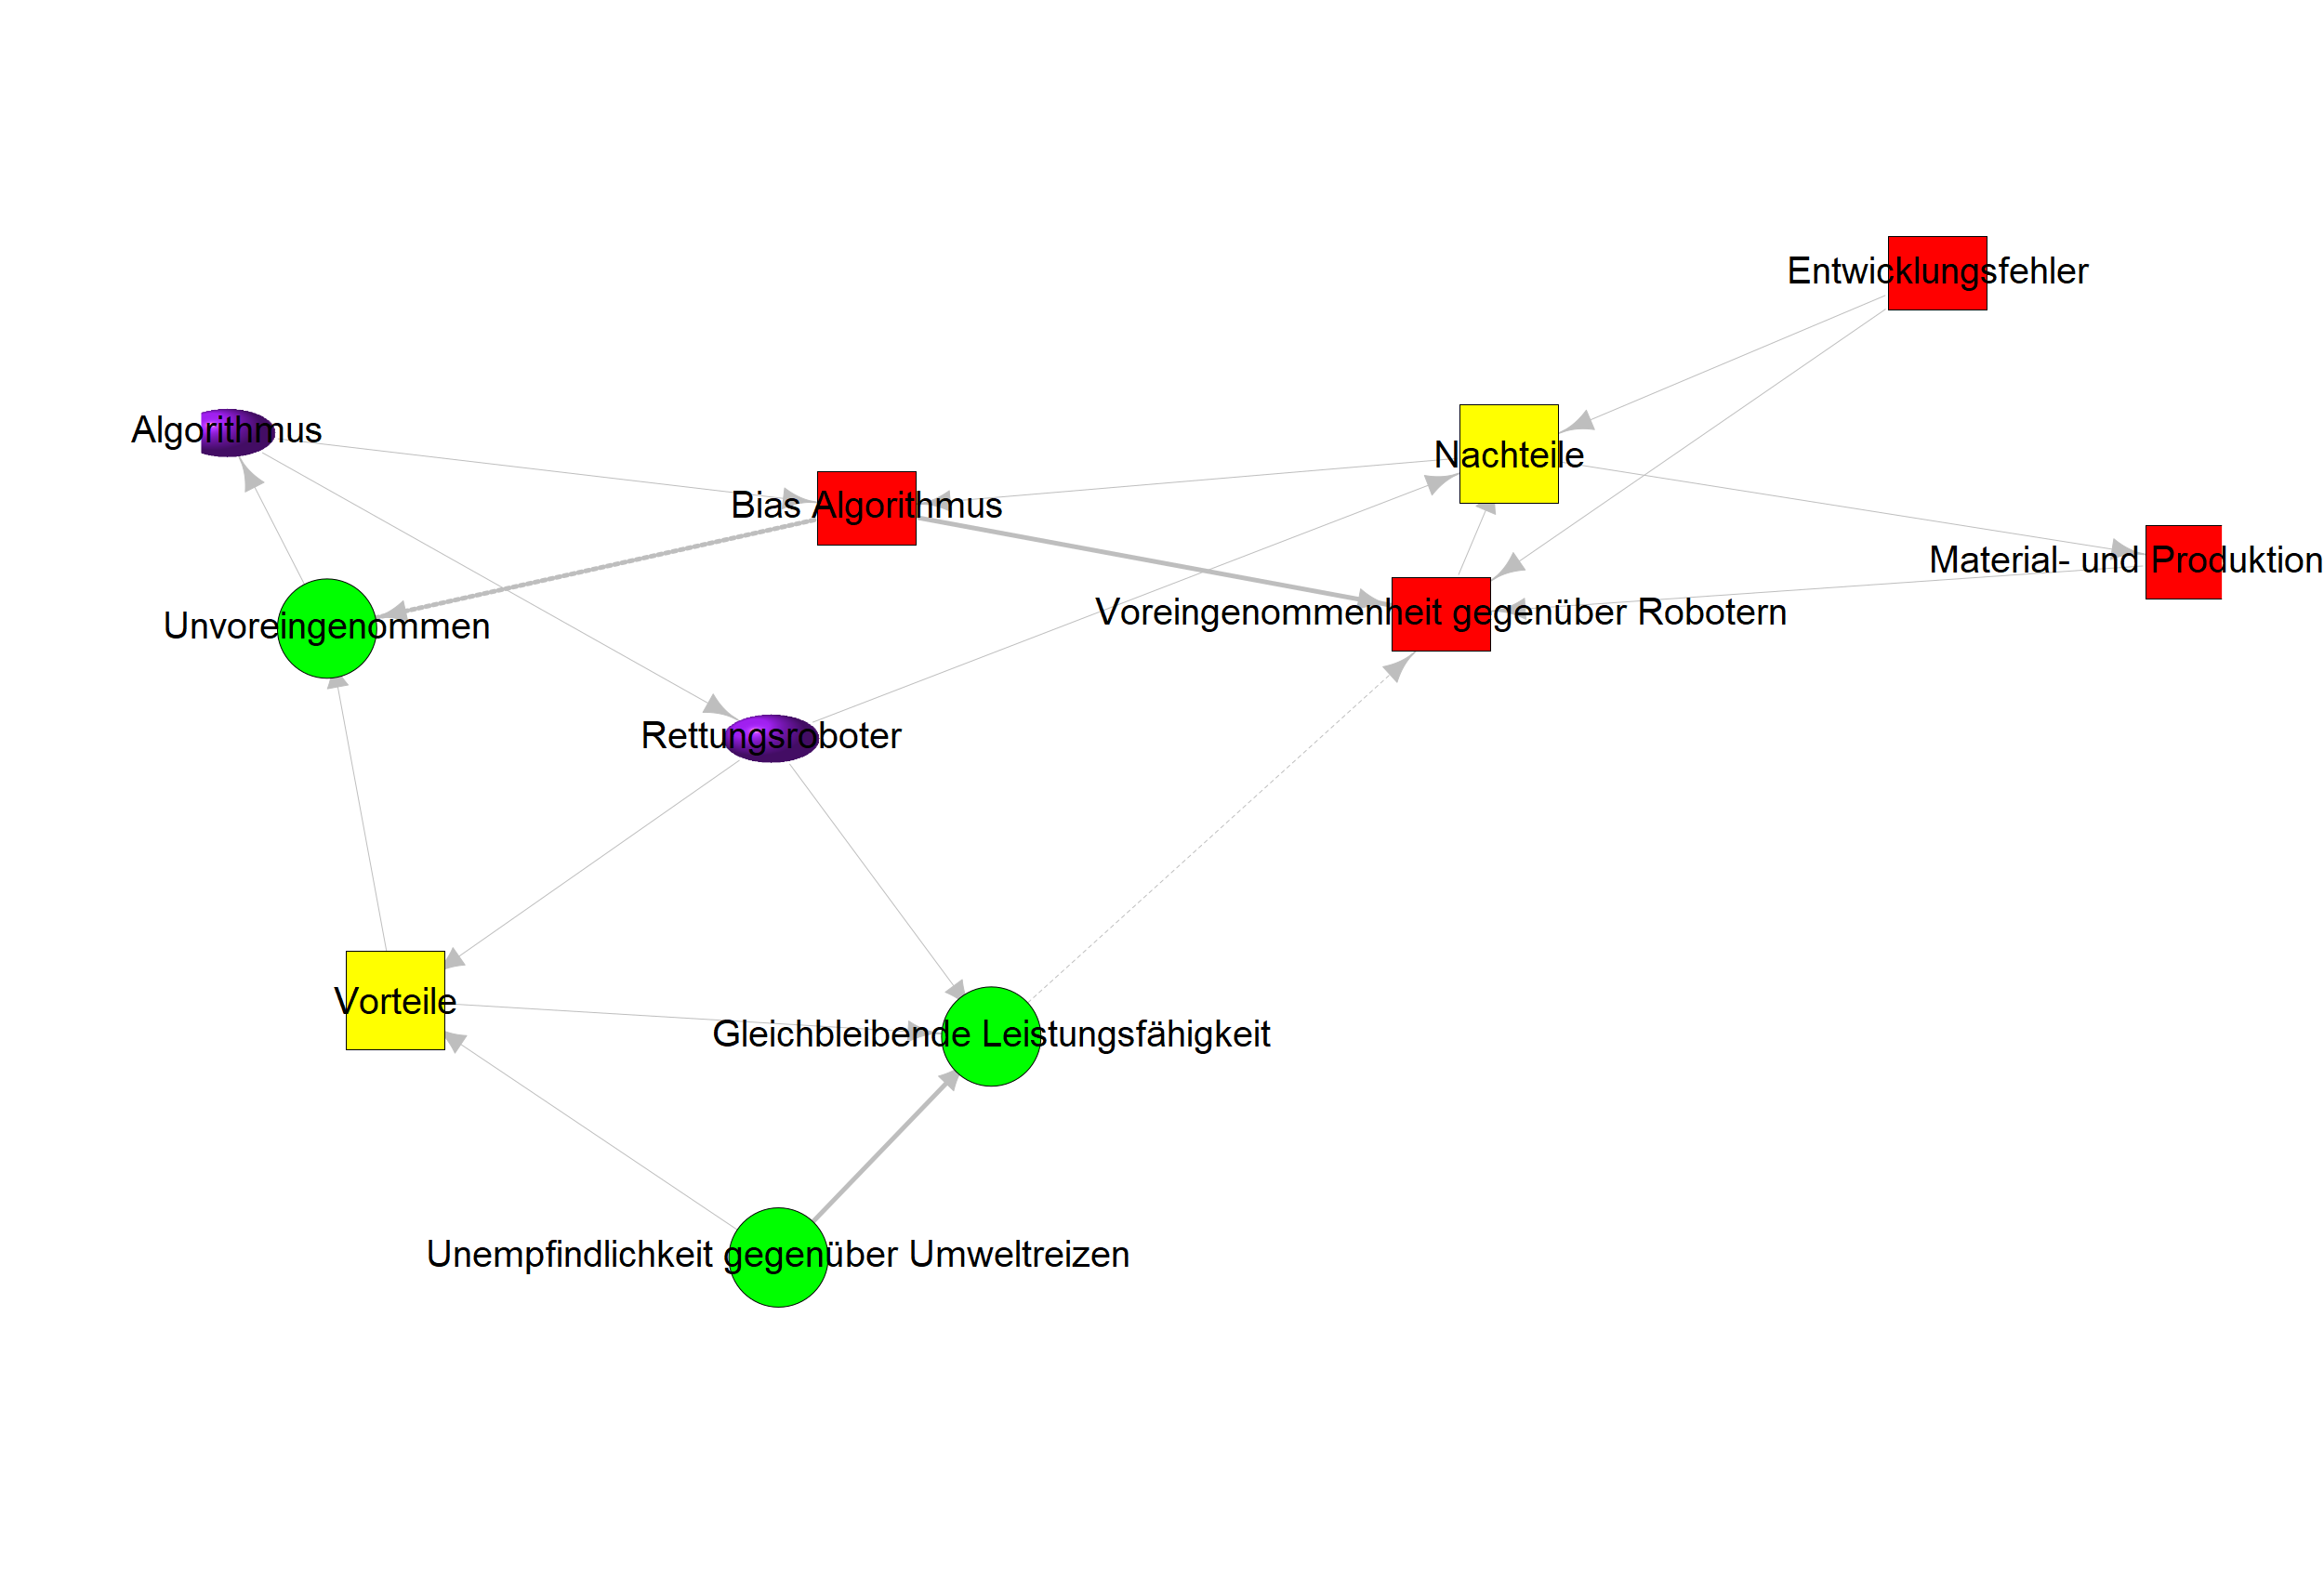 Entwicklungsfehler
Algorithmus
Nachteile
Bias Algorithmus
Material- und Produktion
Voreingenommenheit gegenüber Robotern
Unvoreingenommen
Rettungsroboter
Vorteile
Gleichbleibende Leistungsfähigkeit
Unempfindlichkeit gegenüber Umweltreizen